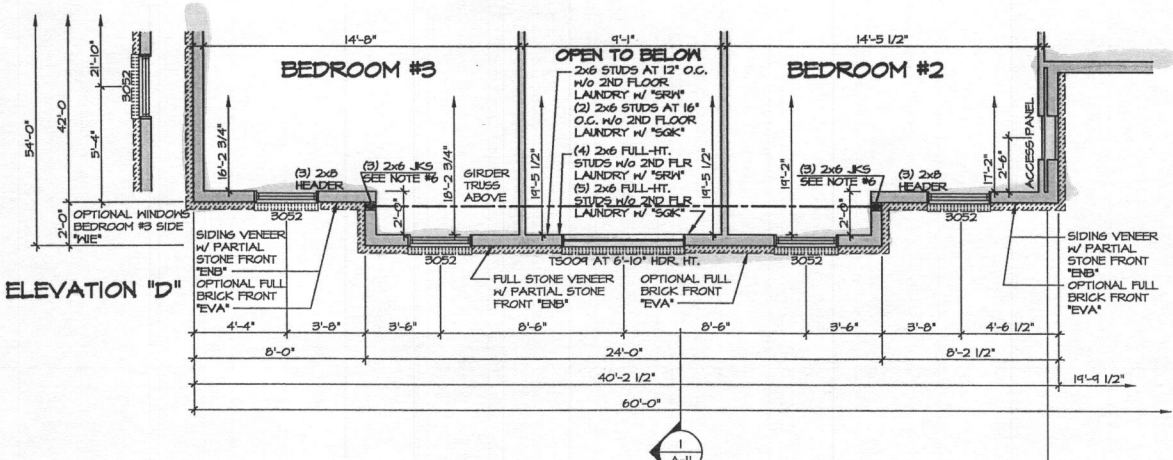 14'-8"
9'-1"
14'-5 1/2"
54'-0"
42'-0
21'-10"
3052
5'-4"
2'-0"
BEDROOM #3
OPEN TO BELOW
2x6 STUDS AT 12" O.C.
W/O 2ND FLOOR
LAUNDRY W/ "SRW"
(2) 2x6 STUDS AT 16"
O.C. W/O 2ND FLOOR
LAUNDRY W/ "SGK"
(4) 2x6 FULL-HT.
STUDS W/O 2ND FLR
LAUNDRY W/ "SRW"
(5) 2x6 FULL-HT.
STUDS W/O 2ND FLR
LAUNDRY W/ "SGK"
BEDROOM #2
ACCESS PANEL
16'-2 3/4"
(3) 2x8
HEADER
(3) 2x6 JKS
SEE NOTE #6
18'-2 3/4"
GIRDER
TRUSS
ABOVE
19'-5 1/2"
19'-5 1/2"
19'-2"
(3) 2x6 JKS
SEE NOTE #6
(3) 2x8
HEADER
17'-2"
2'-6"
2'-0"
2'-0"
3052
3052
3052
3052
OPTIONAL WINDOWS
BEDROOM #3 SIDE
"WIE"
SIDING VENEER
W/ PARTIAL
STONE FRONT
"ENB"
OPTIONAL FULL
BRICK FRONT
"EVA"
TS009 AT 6'-10" HDR. HT.
FULL STONE VENEER
W/ PARTIAL STONE
FRONT "ENB"
OPTIONAL FULL
BRICK FRONT
"EVA"
SIDING VENEER
W/ PARTIAL
STONE FRONT
"ENB"
OPTIONAL FULL
BRICK FRONT
"EVA"
ELEVATION "D"
4'-4"
3'-8"
3'-6"
8'-6"
8'-6"
3'-6"
3'-8"
4'-6 1/2"
8'-0"
24'-0"
8'-2 1/2"
40'-2 1/2"
19'-9 1/2"
60'-0"
1